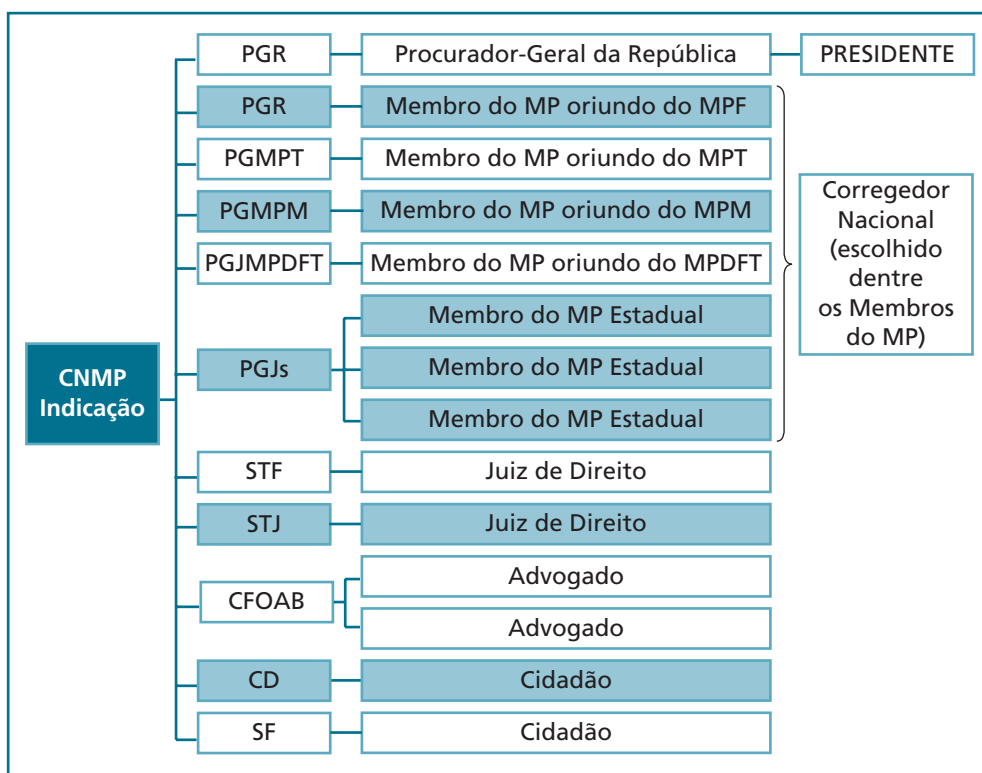 PGR
Procurador-Geral da República
PRESIDENTE
PGR
Membro do MP oriundo do MPF
PGMPT
Membro do MP oriundo do MPT
PGMPM
Membro do MP oriundo do MPM
PGJMPDFT
Membro do MP oriundo do MPDFT
Corregedor
Nacional
(escolhido
dentre
os Membros
do MP)
CNMP
Indicação
PGJs
Membro do MP Estadual
Membro do MP Estadual
Membro do MP Estadual
STF
Juiz de Direito
STJ
Juiz de Direito
CFOAB
Advogado
Advogado
CD
Cidadão
SF
Cidadão